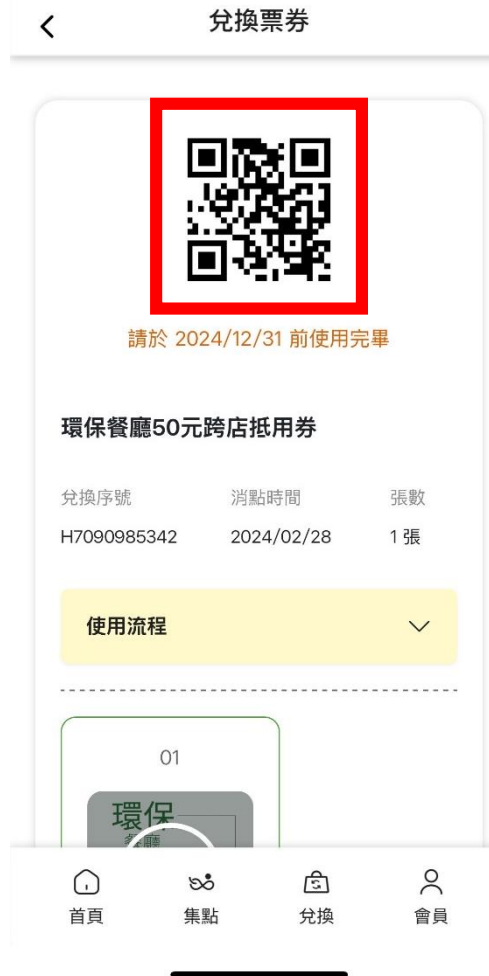 兌換票券
請於 2024/12/31 前使用完畢
環保餐廳50元跨店抵用券
兌換序號 消點時間 張數
H7090985342 2024/02/28 1 張
使用流程
01
環保
餐廳
首頁 集點 兌換 會員